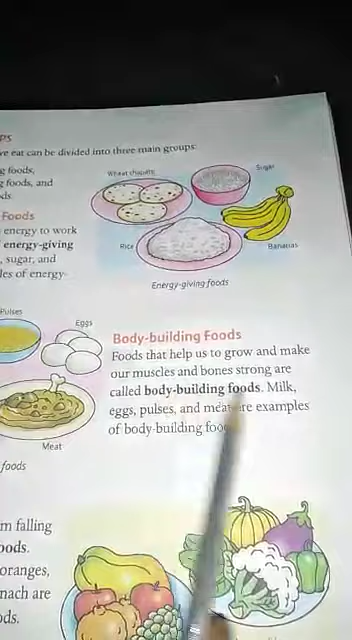 PS
ve eat can be divided into three main groups:
g foods,
g foods, and
ds.
Wheat chapatis
Sugar
Foods
energy to work
energy-giving
, sugar, and
les of energy-
Rice
Bananas
Energy-giving foods
Pulses
Eggs
Meat
foods
Body-building Foods
Foods that help us to grow and make
our muscles and bones strong are
called body-building foods. Milk,
eggs, pulses, and meat are examples
of body-building foo
m falling
oods.
oranges,
nach are
ds.